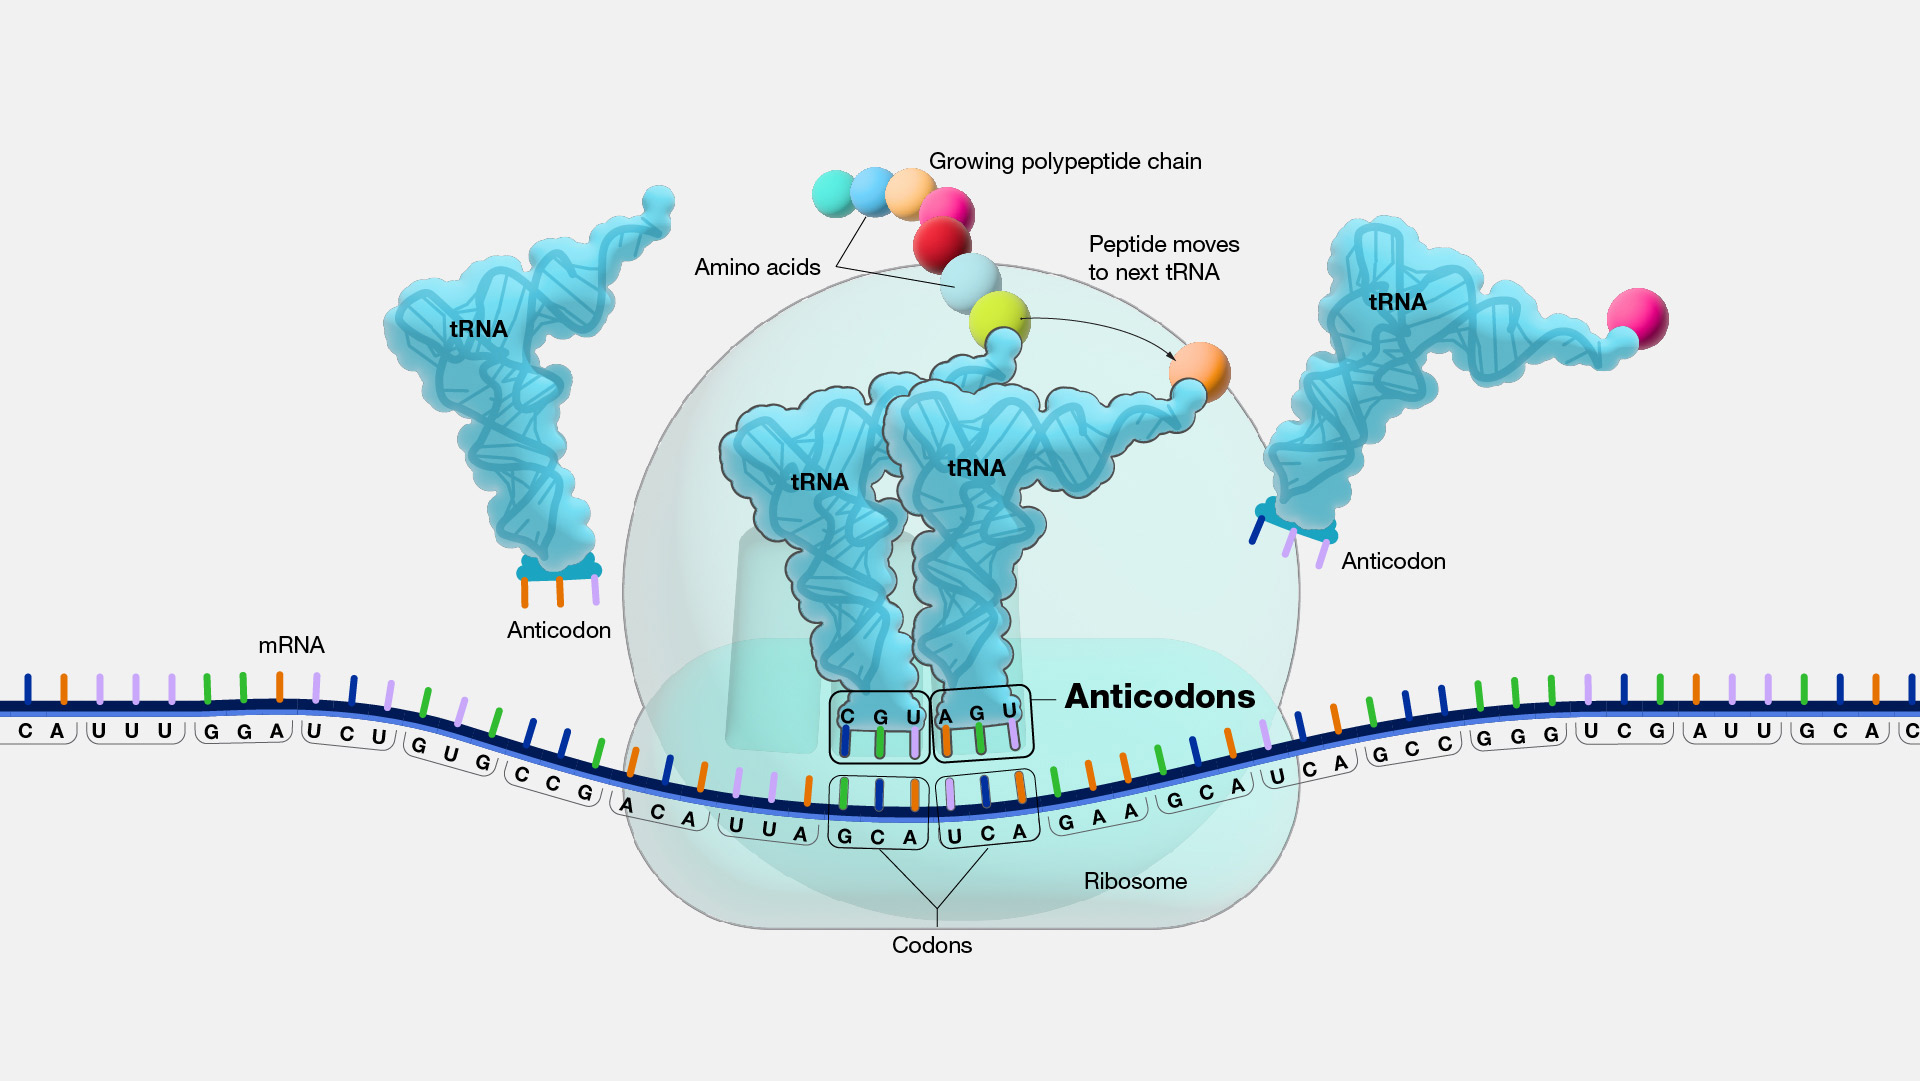 Growing polypeptide chain
Amino acids
Peptide moves
to next tRNA
tRNA
tRNA
tRNA
tRNA
Anticodon
Anticodon
mRNA
Anticodons
C G U
A G U
C A U U U G G A U C U G U G C C G A C A U U A G C A U C A G A A G C A U C A G C C G G G U C G A U U G C A C
Ribosome
Codons